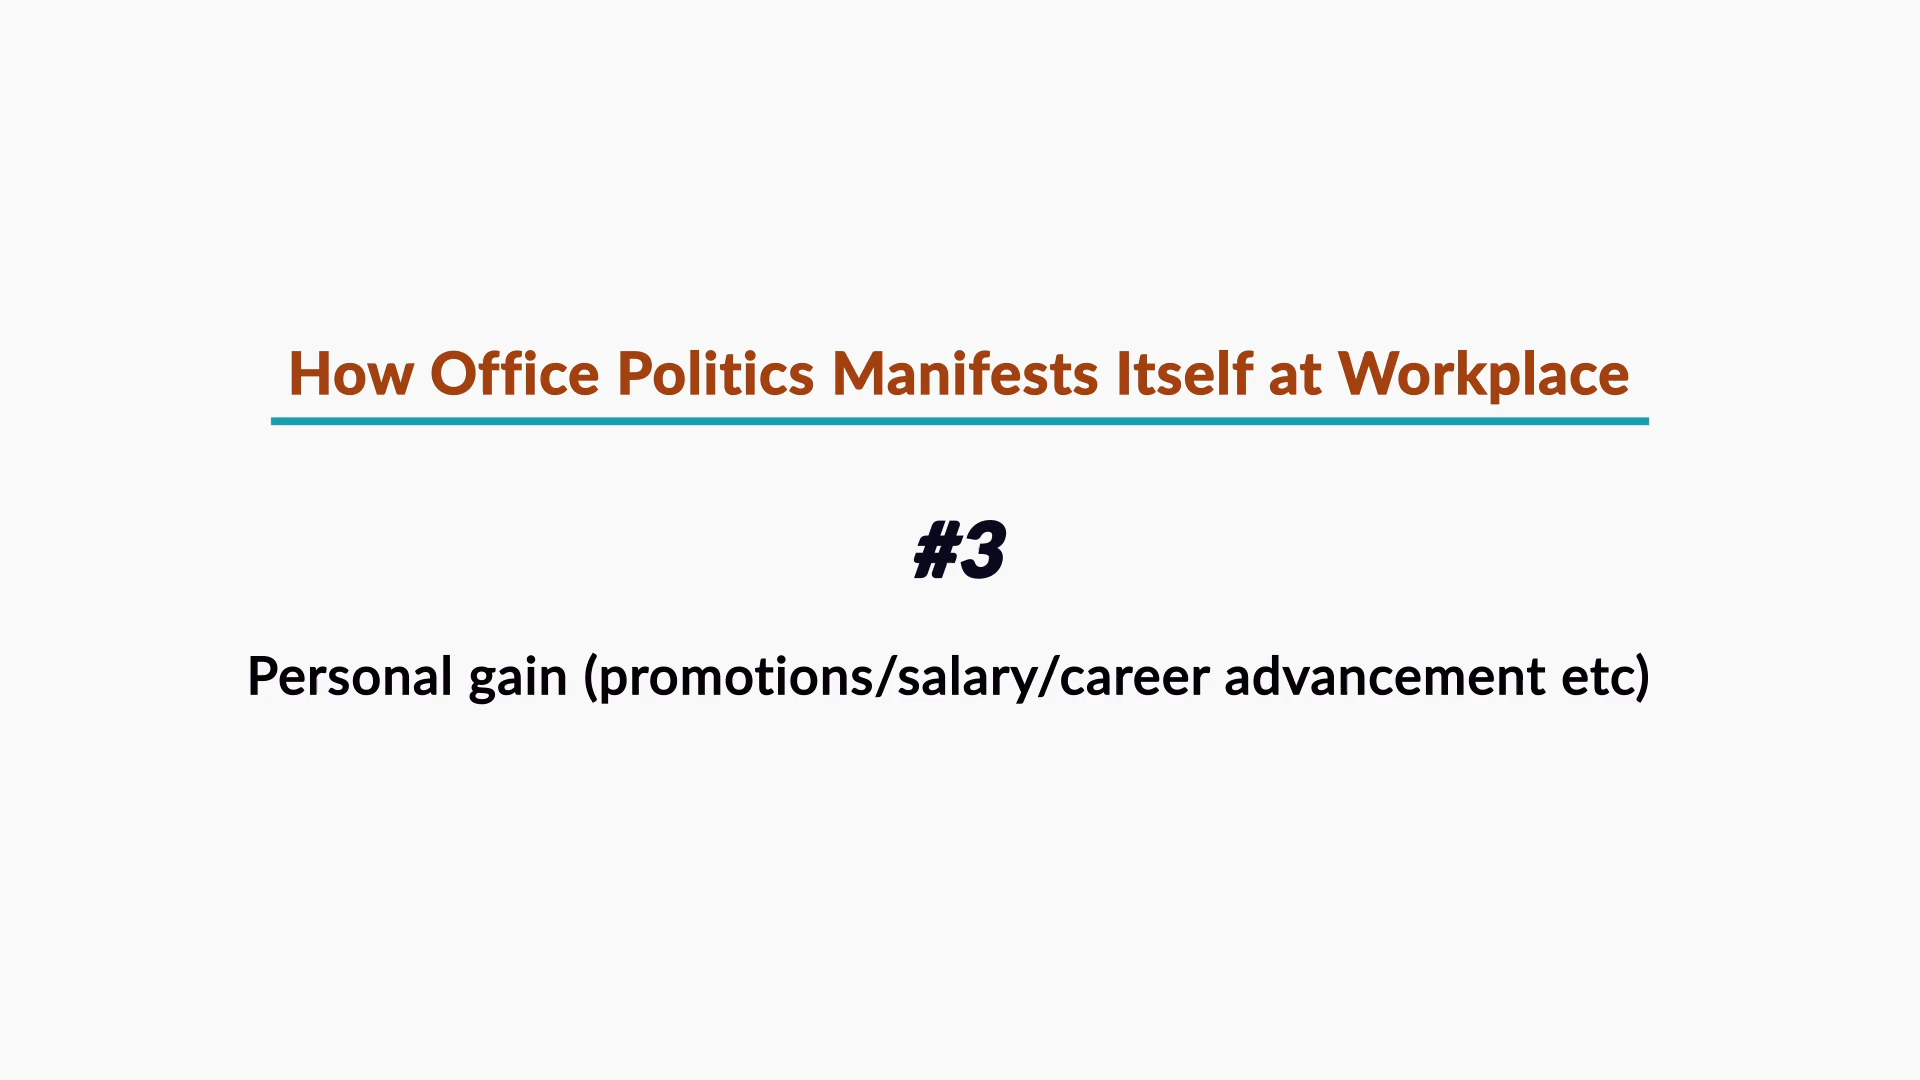 How Office Politics Manifests Itself at Workplace
#3
Personal gain (promotions/salary/career advancement etc)